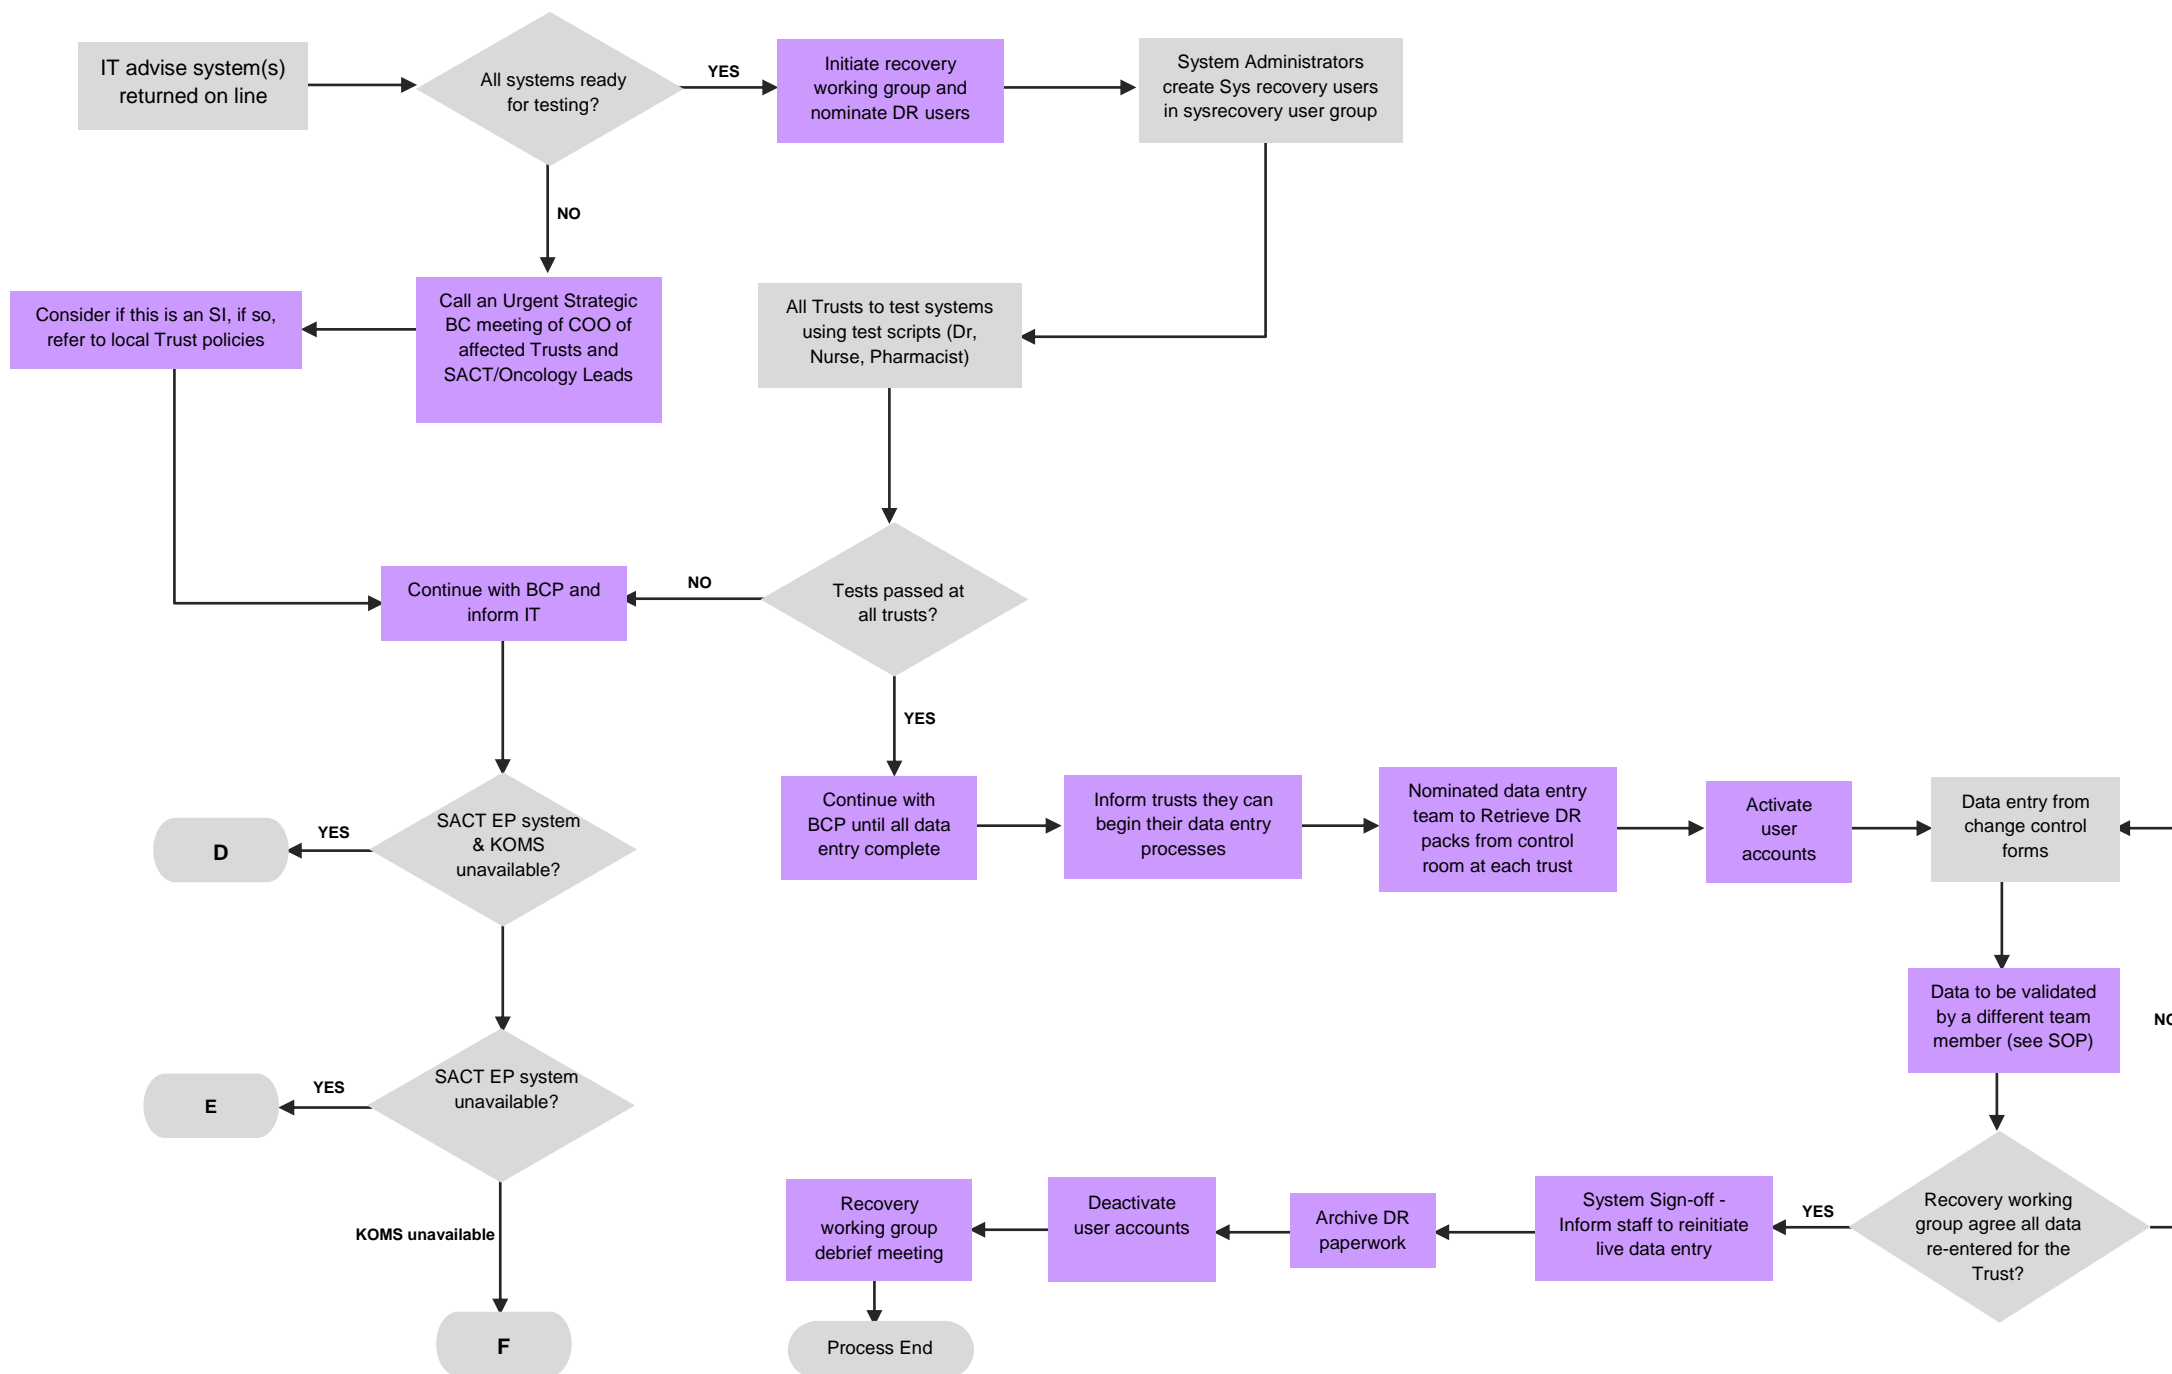 IT advise system(s)
returned on line
All systems ready
for testing?
YES
Initiate recovery
working group and
nominate DR users
System Administrators
create Sys recovery users
in sysrecovery user group
NO
Consider if this is an SI, if so,
refer to local Trust policies
Call an Urgent Strategic
BC meeting of COO of
affected Trusts and
SACT/Oncology Leads
All Trusts to test systems
using test scripts (Dr,
Nurse, Pharmacist)
Continue with BCP and
inform IT
NO
Tests passed at
all trusts?
YES
SACT EP system
& KOMS
unavailable?
YES
D
Continue with
BCP until all data
entry complete
Inform trusts they can
begin their data entry
processes
Nominated data entry
team to Retrieve DR
packs from control
room at each trust
Activate
user
accounts
Data entry from
change control
forms
Data to be validated
by a different team
member (see SOP)
SACT EP system
unavailable?
YES
E
KOMS unavailable
F
Recovery
working group
debrief meeting
Deactivate
user accounts
Archive DR
paperwork
System Sign-off -
Inform staff to reinitiate
live data entry
YES
Recovery working
group agree all data
re-entered for the
Trust?
Process End